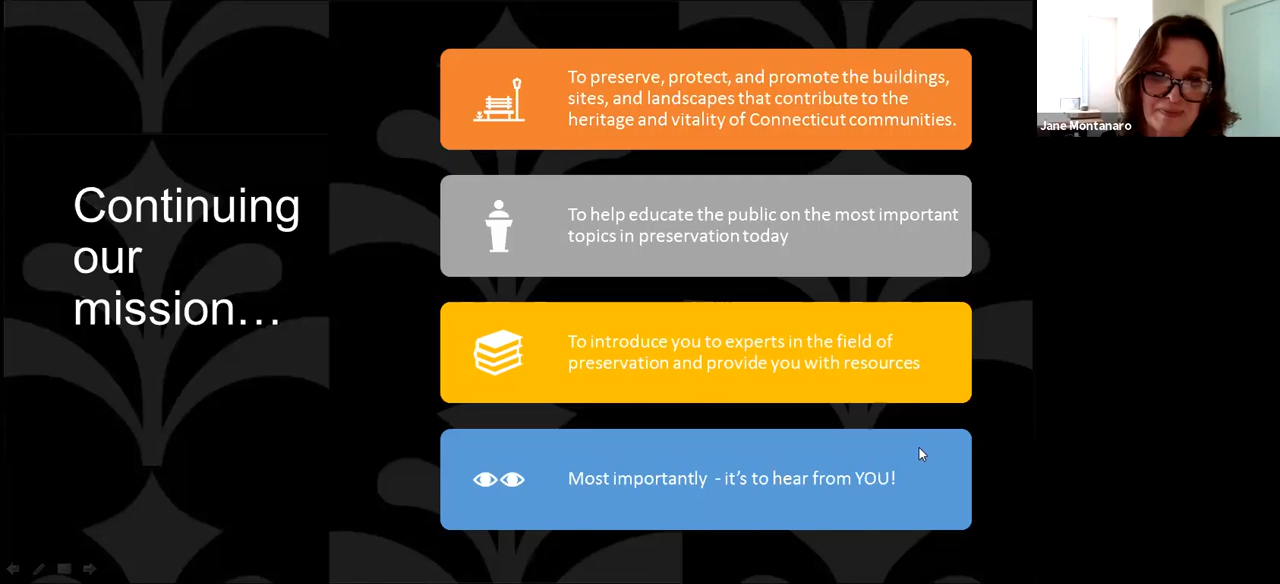 Continuing
our
mission...
To preserve, protect, and promote the buildings,
sites, and landscapes that contribute to the
heritage and vitality of Connecticut communities.
To help educate the public on the most important
topics in preservation today
To introduce you to experts in the field of
preservation and provide you with resources
Most importantly - it's to hear from YOU!
Jane Montanaro